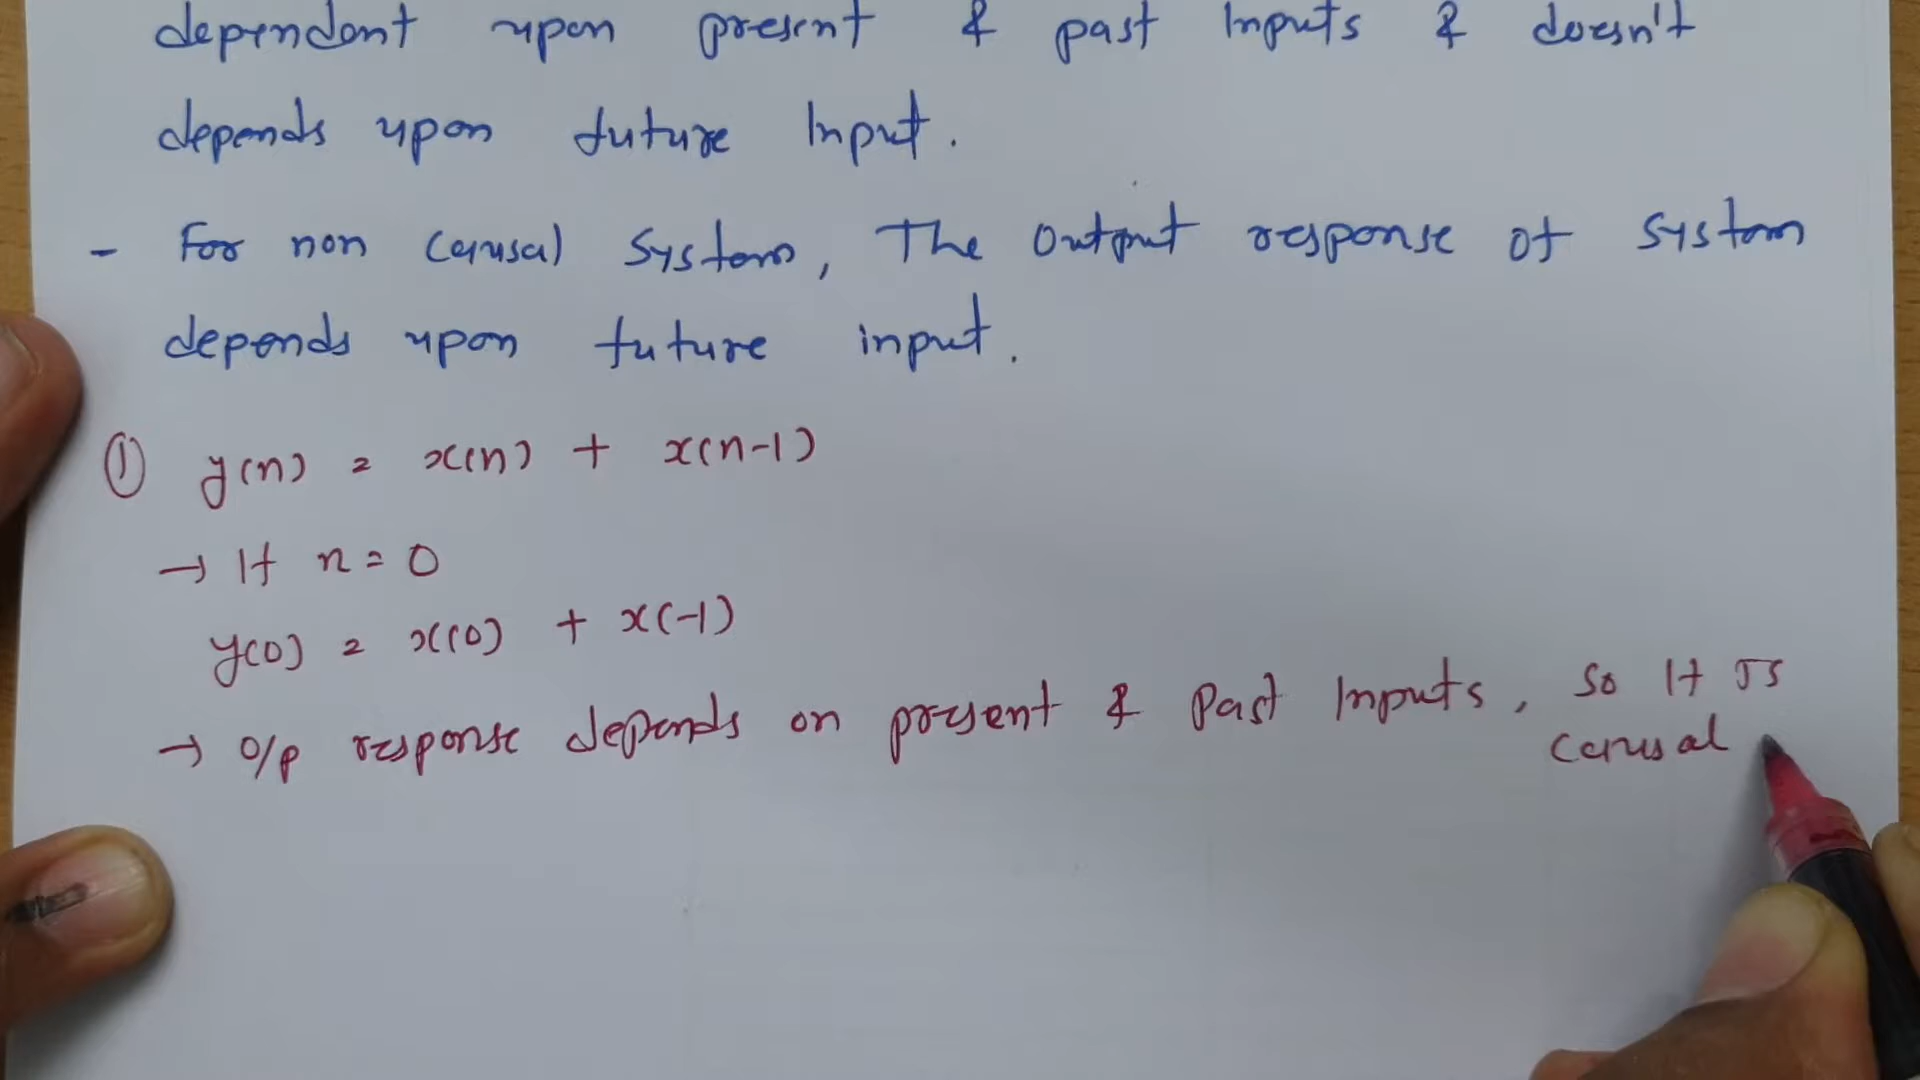 dependent upon present & past Inputs & doesn't
depends upon future Input.
- For non causal system, The output response of system
depends upon future input.
① y(n) = x(n) + x(n-1)
→ If n = 0
y(0) = x(0) + x(-1)
→ O/P response depends on present & Past Inputs, so It Is
causal